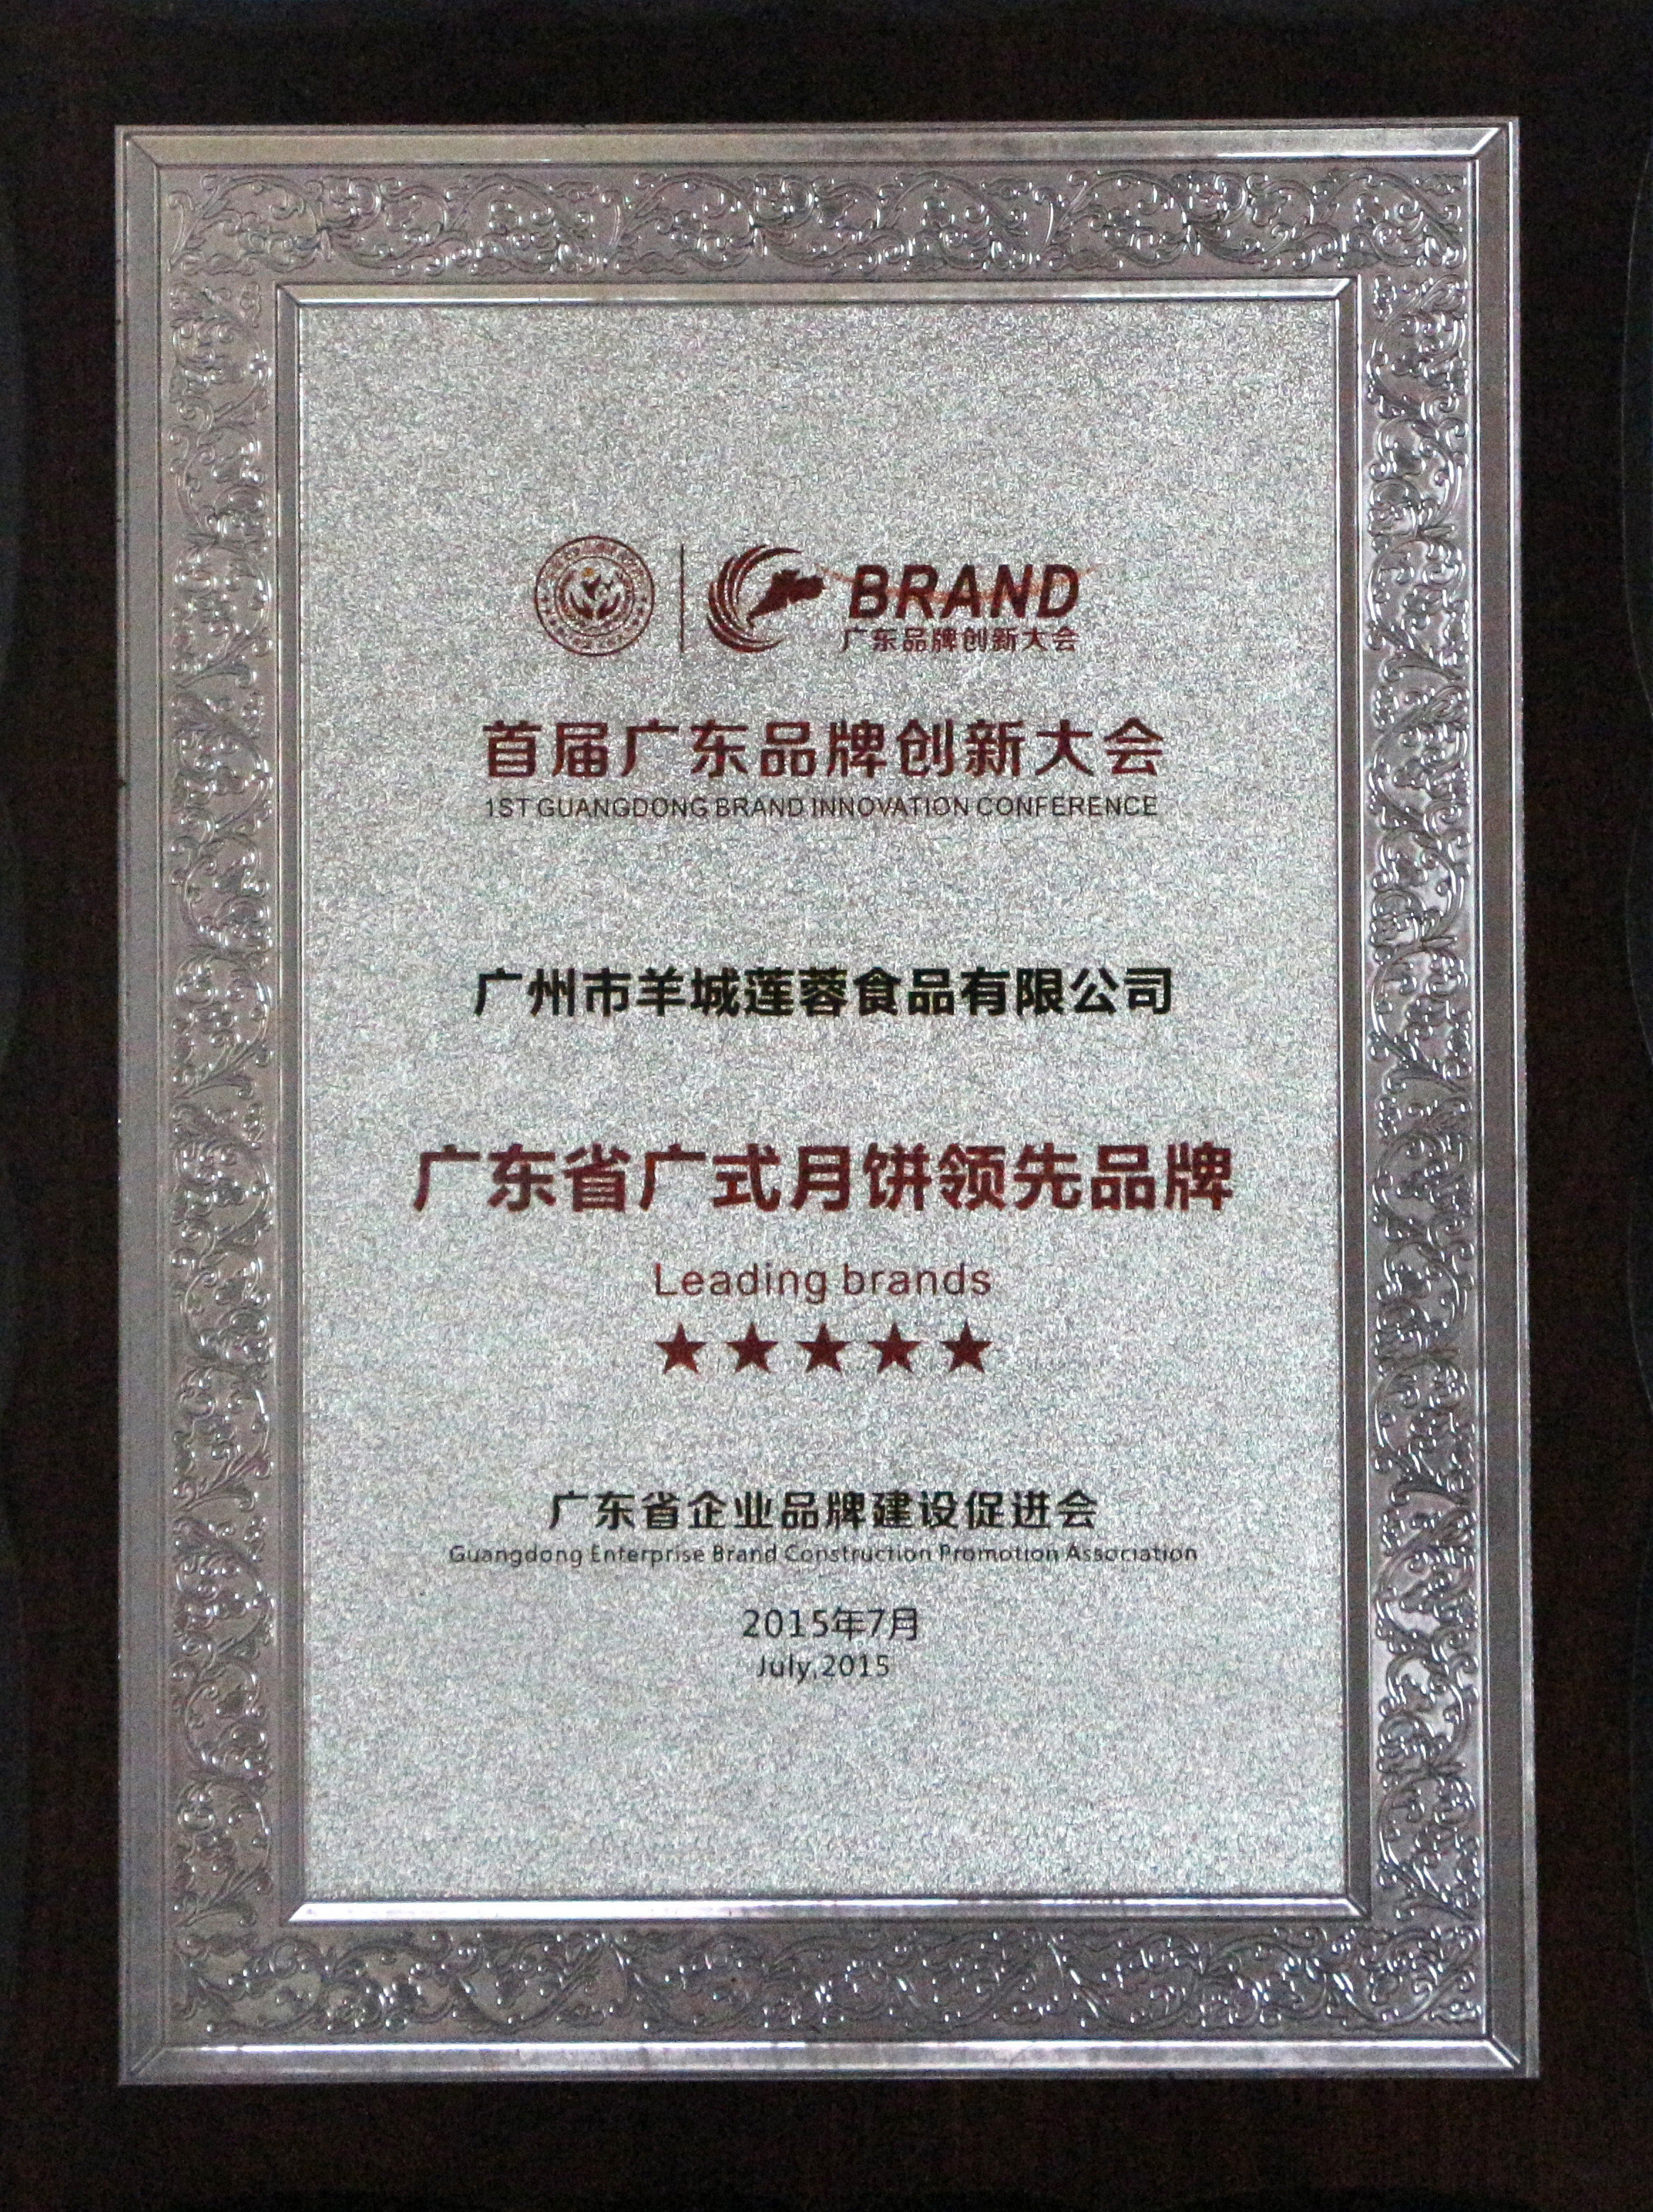 BRAND
广东品牌创新大会
首届广东品牌创新大会
1ST GUANGDONG BRAND INNOVATION CONFERENCE
广州市羊城莲蓉食品有限公司
广东省广式月饼领先品牌
Leading brands
广东省企业品牌建设促进会
Guangdong Enterprise Brand Construction Promotion Association
2015年7月
July,2015